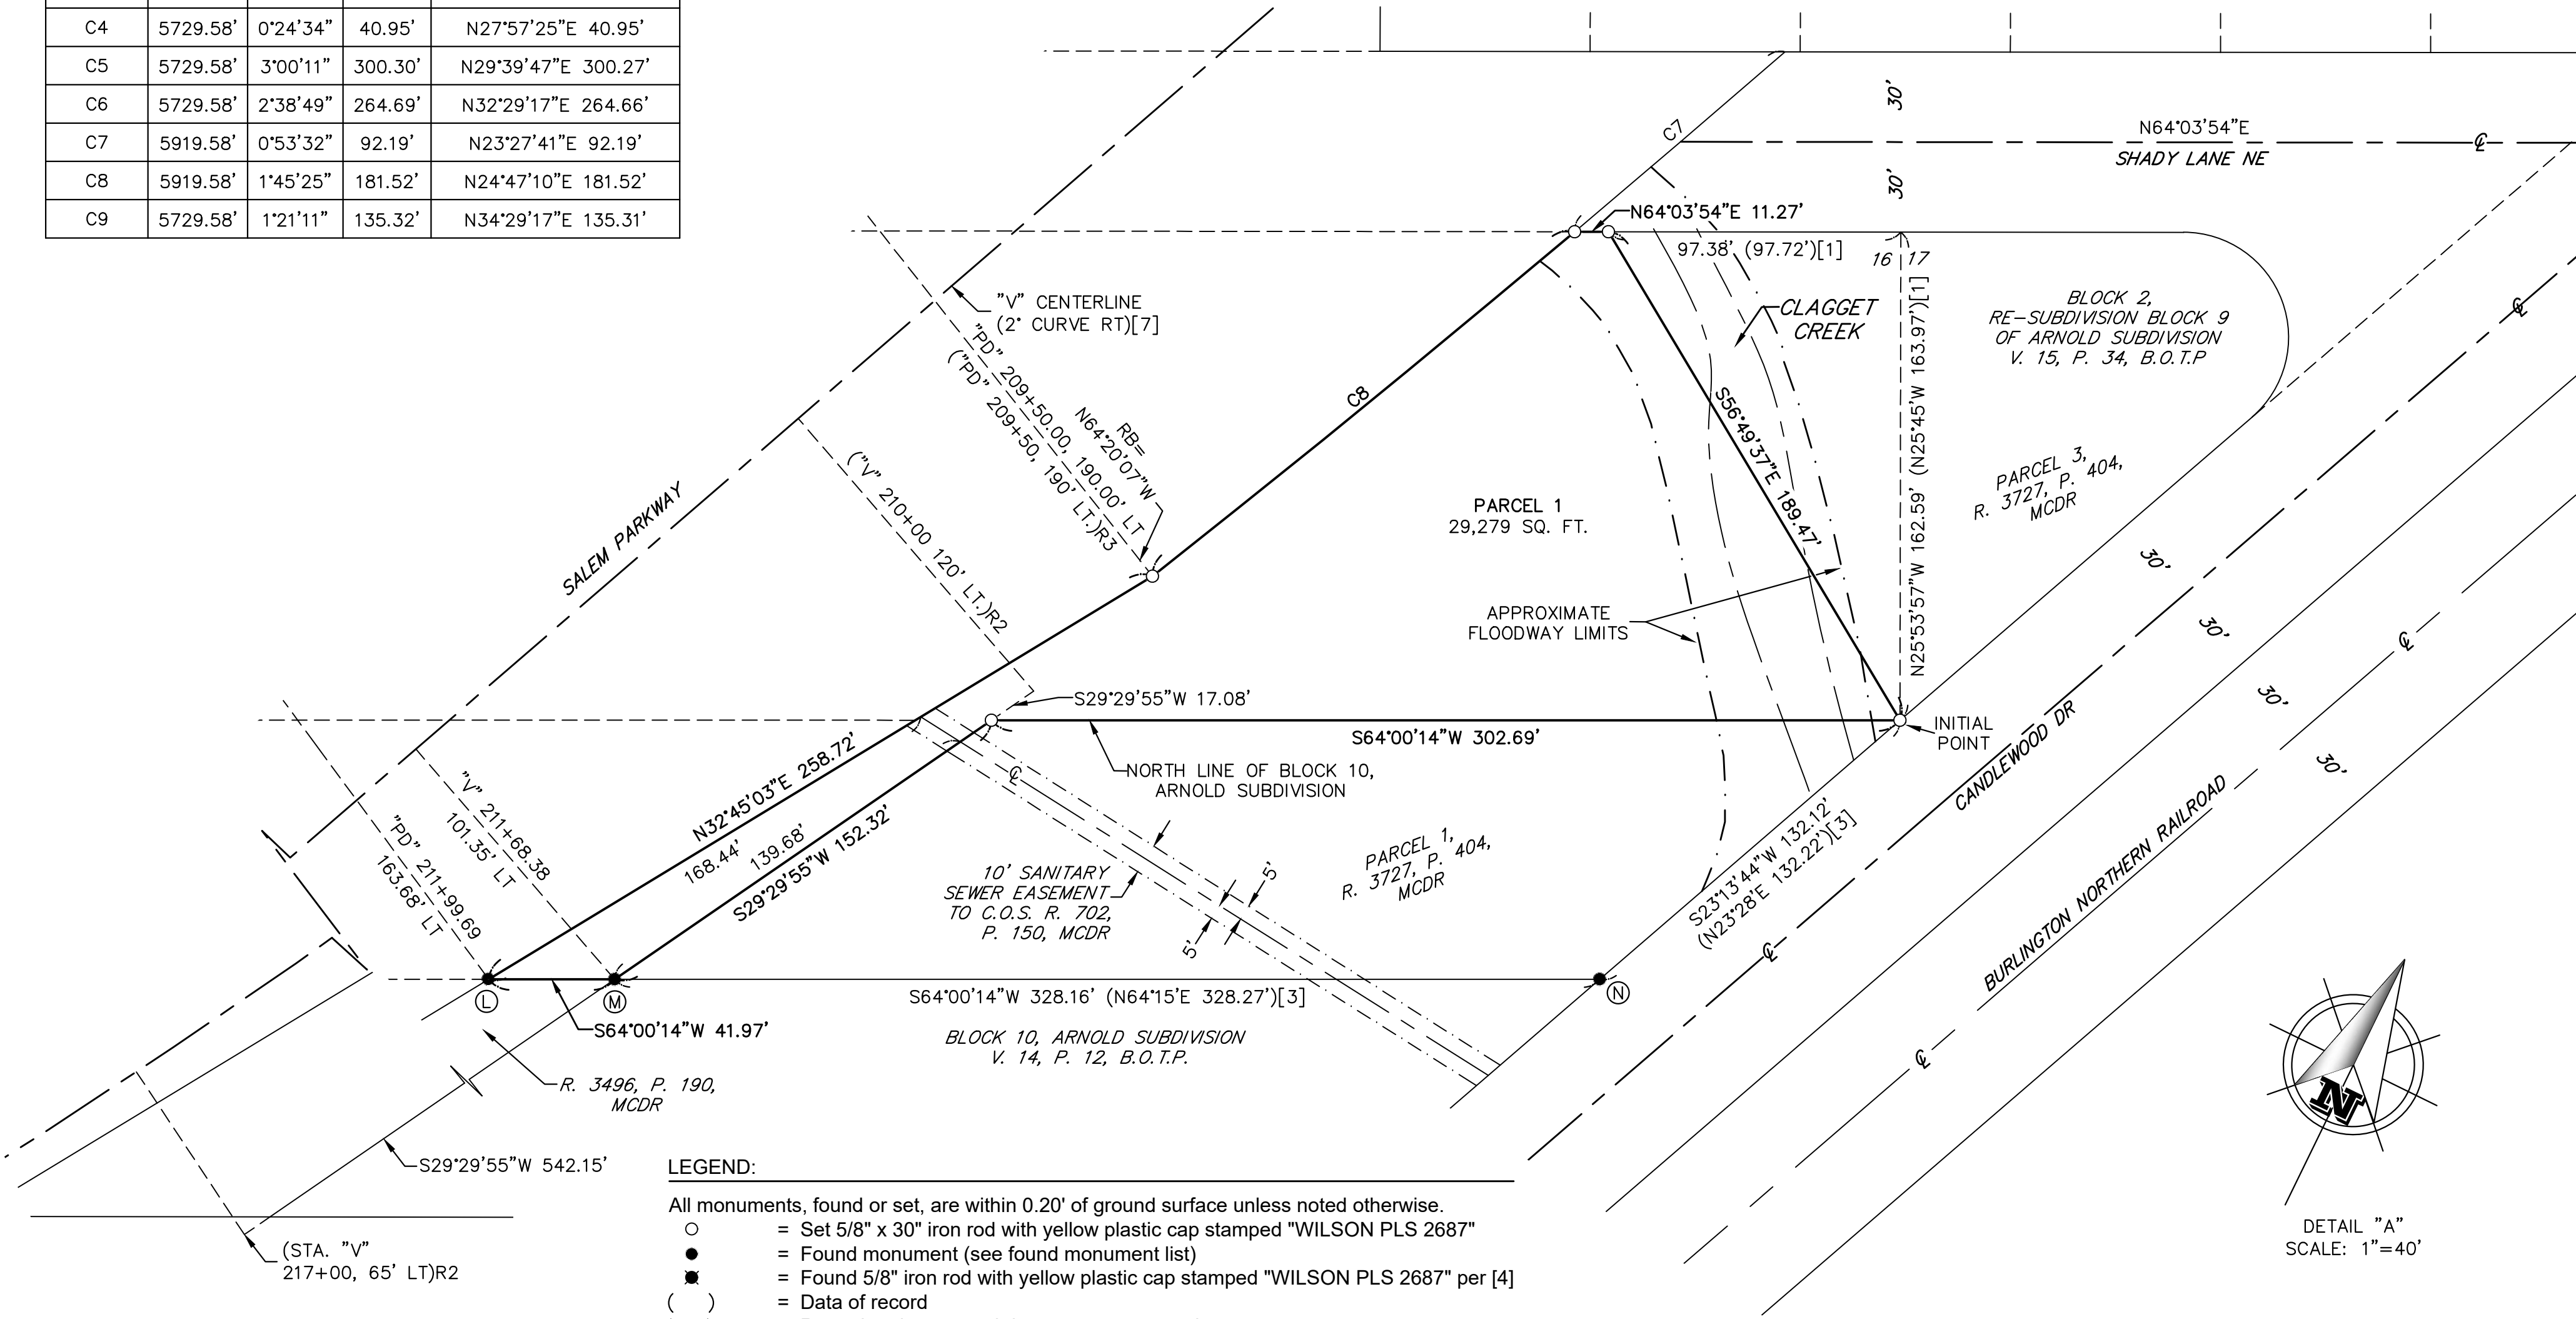 C4 5729.58' 0°24'34" 40.95' N27°57'25"E 40.95'
C5 5729.58' 3°00'11" 300.30' N29°39'47"E 300.27'
C6 5729.58' 2°38'49" 264.69' N32°29'17"E 264.66'
C7 5919.58' 0°53'32" 92.19' N23°27'41"E 92.19'
C8 5919.58' 1°45'25" 181.52' N24°47'10"E 181.52'
C9 5729.58' 1°21'11" 135.32' N34°29'17"E 135.31'
C7
30'
N64°03'54"E
SHADY LANE NE
30'
N64°03'54"E 11.27'
97.38' (97.72')[1]
16 17
"V" CENTERLINE
(2° CURVE RT)[7]
CLAGGET
CREEK
BLOCK 2,
RE-SUBDIVISION BLOCK 9
OF ARNOLD SUBDIVISION
V. 15, P. 34, B.O.T.P
N25°53'57"W 162.59' (N25°45'W 163.97')[1]
RB=
N64°20'07"W
"PD" 209+50.00, 190.00' LT
("PD" 209+50, 190' LT.)R3
C8
S56°49'37"E 189.47'
("V" 210+00 120' LT.)R2
SALEM PARKWAY
PARCEL 1
29,279 SQ. FT.
PARCEL 3,
R. 3727, P. 404,
MCDR
APPROXIMATE
FLOODWAY LIMITS
30'
30'
30'
30'
S29°29'55"W 17.08'
S64°00'14"W 302.69'
INITIAL
POINT
NORTH LINE OF BLOCK 10,
ARNOLD SUBDIVISION
CANDLEWOOD DR
BURLINGTON NORTHERN RAILROAD
N32°45'03"E 258.72'
168.44'
139.68'
S29°29'55"W 152.32'
"V" 211+68.38
101.35' LT
"PD" 211+99.69
163.68' LT
10' SANITARY
SEWER EASEMENT
TO C.O.S. R. 702,
P. 150, MCDR
5'
5'
PARCEL 1,
R. 3727, P. 404,
MCDR
S23°13'44"W 132.12'
(N23°28'E 132.22')[3]
L
M
N
S64°00'14"W 328.16' (N64°15'E 328.27')[3]
S64°00'14"W 41.97'
BLOCK 10, ARNOLD SUBDIVISION
V. 14, P. 12, B.O.T.P.
R. 3496, P. 190,
MCDR
S29°29'55"W 542.15'
(STA. "V"
217+00, 65' LT)R2
LEGEND:
All monuments, found or set, are within 0.20' of ground surface unless noted otherwise.
= Set 5/8" x 30" iron rod with yellow plastic cap stamped "WILSON PLS 2687"
= Found monument (see found monument list)
= Found 5/8" iron rod with yellow plastic cap stamped "WILSON PLS 2687" per [4]
( ) = Data of record
N
DETAIL "A"
SCALE: 1"=40'